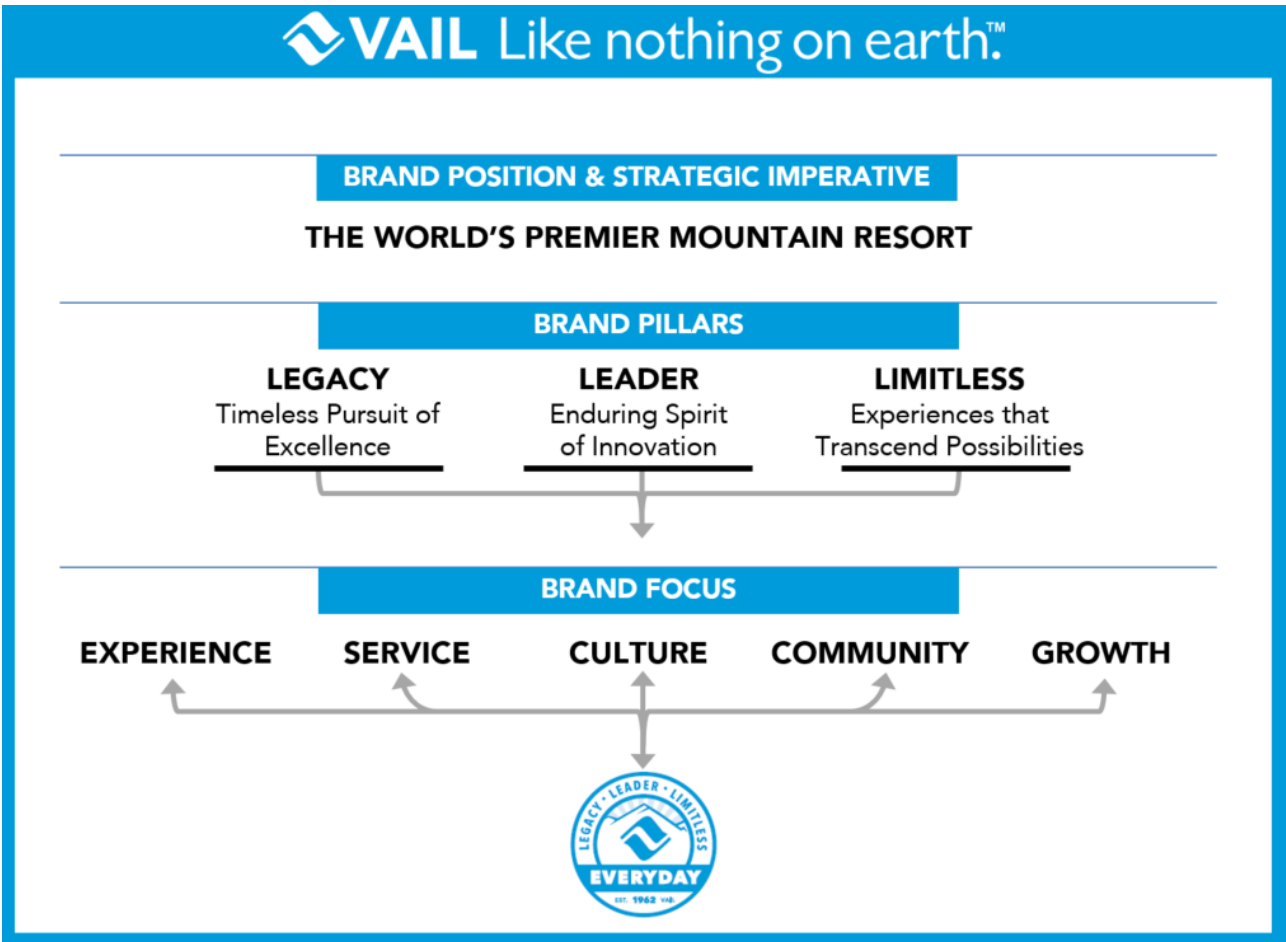 VAIL Like nothing on earth.™
BRAND POSITION & STRATEGIC IMPERATIVE
THE WORLD'S PREMIER MOUNTAIN RESORT
BRAND PILLARS
LEGACY
Timeless Pursuit of
Excellence
LEADER
Enduring Spirit
of Innovation
LIMITLESS
Experiences that
Transcend Possibilities
BRAND FOCUS
EXPERIENCE SERVICE CULTURE COMMUNITY GROWTH
LEGACY · LEADER · LIMITLESS
EVERYDAY
EST. 1962 VAIL